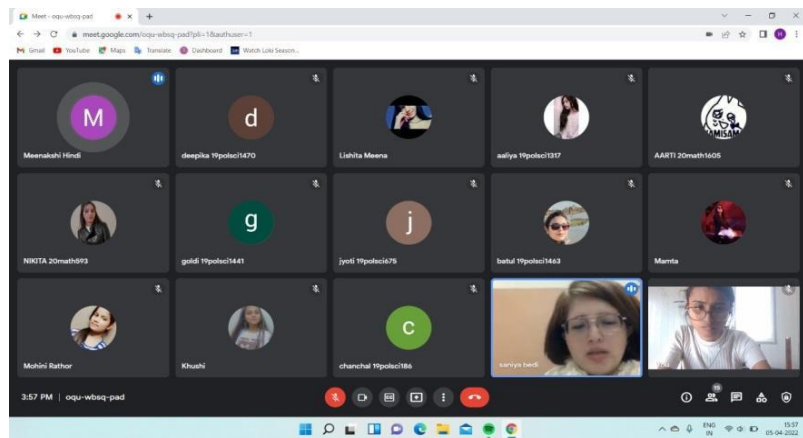 Meet - oqu-wbsq-pad
meet.google.com/oqu-wbsq-pad?pli=1&authuser=1
Gmail YouTube Maps Translate Dashboard Watch Loki Season...
M d
Meenakshi Hindi deepika 19polsci1470 Lishita Meena aaliya 19polsci1317 AARTI 20math1605
g j
NIKITA 20math593 goldi 19polsci1441 jyoti 19polsci675 batul 19polsci1463 Mamta
c
Mohini Rathor Khushi chanchal 19polsci186 saniya bedi
3:57 PM | oqu-wbsq-pad
15:57
ENG IN
05-04-2022